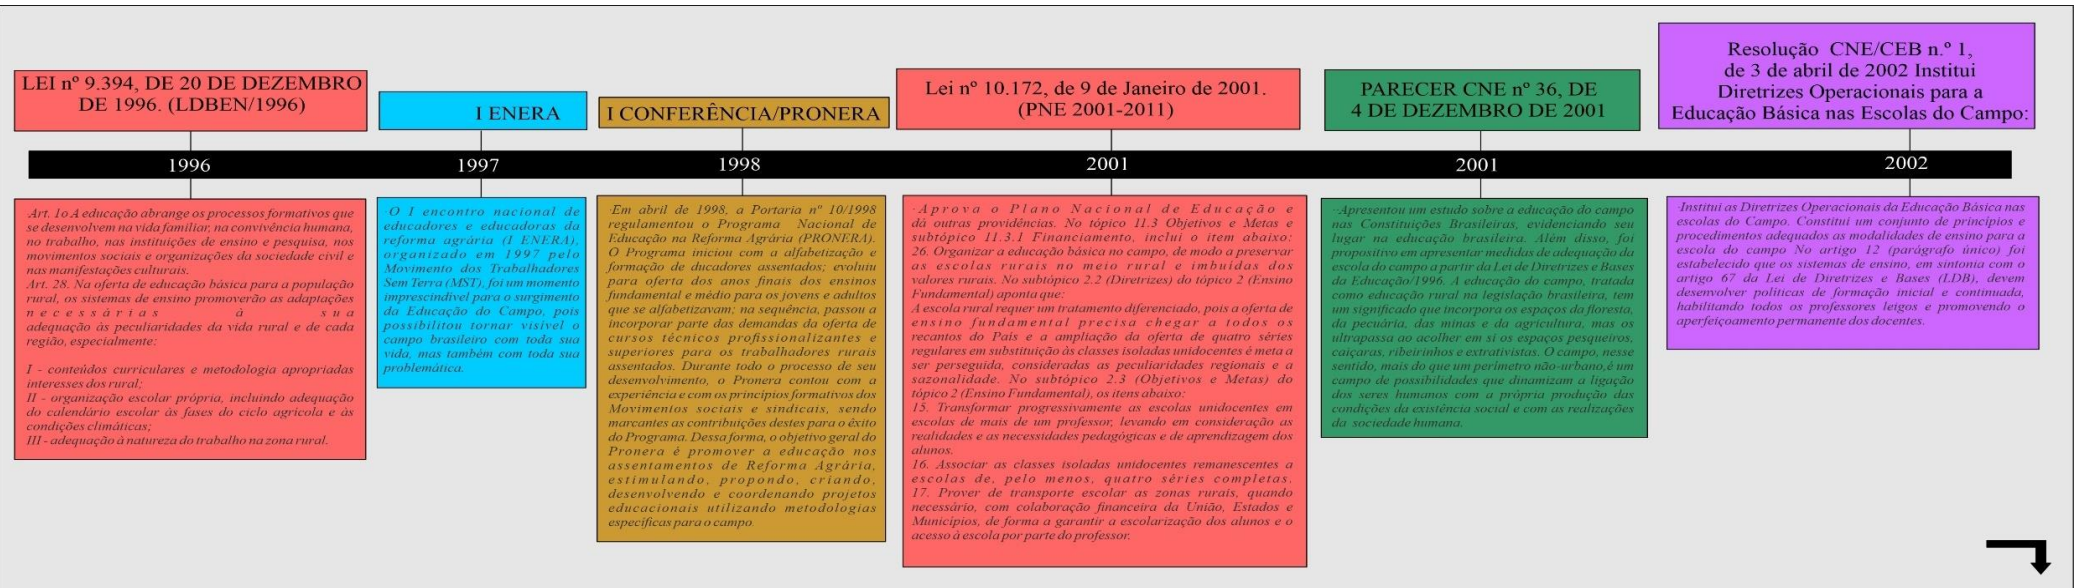 LEI nº 9.394, DE 20 DE DEZEMBRO
DE 1996. (LDBEN/1996)
1996
Art. 1o A educação abrange os processos formativos que
se desenvolvem na vida familiar, na convivência humana,
no trabalho, nas instituições de ensino e pesquisa, nos
movimentos sociais e organizações da sociedade civil e
nas manifestações culturais.
Art. 28. Na oferta de educação básica para a população
rural, os sistemas de ensino promoverão as adaptações
necessárias à sua
adequação às peculiaridades da vida rural e de cada
região, especialmente:
I - conteúdos curriculares e metodologia apropriadas
interesses dos rural;
II - organização escolar própria, incluindo adequação
do calendário escolar às fases do ciclo agrícola e às
condições climáticas;
III - adequação à natureza do trabalho na zona rural.
I ENERA
1997
-O I encontro nacional de
educadores e educadoras da
reforma agrária (I ENERA),
organizado em 1997 pelo
Movimento dos Trabalhadores
Sem Terra (MST), foi um momento
imprescindível para o surgimento
da Educação do Campo, pois
possibilitou tornar visível o
campo brasileiro com toda sua
vida, mas também com toda sua
problemática.
I CONFERÊNCIA/PRONERA
1998
-Em abril de 1998, a Portaria nº 10/1998
regulamentou o Programa Nacional de
Educação na Reforma Agrária (PRONERA).
O Programa iniciou com a alfabetização e
formação de ducadores assentados; evoluiu
para oferta dos anos finais dos ensinos
fundamental e médio para os jovens e adultos
que se alfabetizavam; na sequência, passou a
incorporar parte das demandas da oferta de
cursos técnicos profissionalizantes e
superiores para os trabalhadores rurais
assentados. Durante todo o processo de seu
desenvolvimento, o Pronera contou com a
experiência e com os princípios formativos dos
Movimentos sociais e sindicais, sendo
marcantes as contribuições destes para o êxito
do Programa. Dessa forma, o objetivo geral do
Pronera é promover a educação nos
assentamentos de Reforma Agrária,
estimulando, propondo, criando,
desenvolvendo e coordenando projetos
educacionais utilizando metodologias
específicas para o campo.
Lei nº 10.172, de 9 de Janeiro de 2001.
(PNE 2001-2011)
2001
-Aprova o Plano Nacional de Educação e
dá outras providências. No tópico 11.3 Objetivos e Metas e
subtópico 11.3.1 Financiamento, inclui o item abaixo:
26. Organizar a educação básica no campo, de modo a preservar
as escolas rurais no meio rural e imbuídas dos
valores rurais. No subtópico 2.2 (Diretrizes) do tópico 2 (Ensino
Fundamental) aponta que:
A escola rural requer um tratamento diferenciado, pois a oferta de
ensino fundamental precisa chegar a todos os
recantos do País e a ampliação da oferta de quatro séries
regulares em substituição às classes isoladas unidocentes é meta a
ser perseguida, consideradas as peculiaridades regionais e a
sazonalidade. No subtópico 2.3 (Objetivos e Metas) do
tópico 2 (Ensino Fundamental), os itens abaixo:
15. Transformar progressivamente as escolas unidocentes em
escolas de mais de um professor, levando em consideração as
realidades e as necessidades pedagógicas e de aprendizagem dos
alunos.
16. Associar as classes isoladas unidocentes remanescentes a
escolas de, pelo menos, quatro séries completas.
17. Prover de transporte escolar as zonas rurais, quando
necessário, com colaboração financeira da União, Estados e
Municípios, de forma a garantir a escolarização dos alunos e o
acesso à escola por parte do professor.
PARECER CNE nº 36, DE
4 DE DEZEMBRO DE 2001
2001
-Apresentou um estudo sobre a educação do campo
nas Constituições Brasileiras, evidenciando seu
lugar na educação brasileira. Além disso, foi
propositivo em apresentar medidas de adequação da
escola do campo a partir da Lei de Diretrizes e Bases
da Educação/1996. A educação do campo, tratada
como educação rural na legislação brasileira, tem
um significado que incorpora os espaços da floresta,
da pecuária, das minas e da agricultura, mas os
ultrapassa ao acolher em si os espaços pesqueiros,
caiçaras, ribeirinhos e extrativistas. O campo, nesse
sentido, mais do que um perímetro não-urbano,é um
campo de possibilidades que dinamizam a ligação
dos seres humanos com a própria produção das
condições da existência social e com as realizações
da sociedade humana.
Resolução CNE/CEB n.º 1,
de 3 de abril de 2002 Institui
Diretrizes Operacionais para a
Educação Básica nas Escolas do Campo:
2002
-Institui as Diretrizes Operacionais da Educação Básica nas
escolas do Campo. Constitui um conjunto de princípios e
procedimentos adequados as modalidades de ensino para a
escola do campo No artigo 12 (parágrafo único) foi
estabelecido que os sistemas de ensino, em sintonia com o
artigo 67 da Lei de Diretrizes e Bases (LDB), devem
desenvolver políticas de formação inicial e continuada,
habilitando todos os professores leigos e promovendo o
aperfeiçoamento permanente dos docentes.